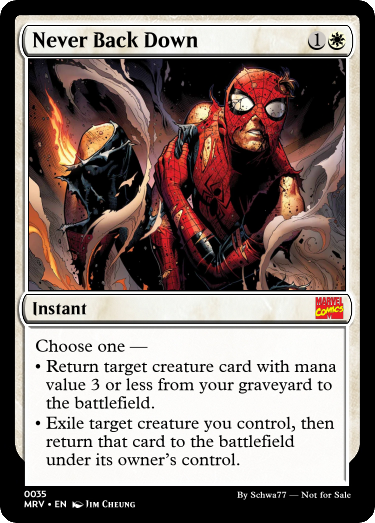 Never Back Down 1
Instant
MARVEL
COMICS
Choose one —
• Return target creature card with mana
value 3 or less from your graveyard to
the battlefield.
• Exile target creature you control, then
return that card to the battlefield
under its owner's control.
0035
MRV • EN Jim Cheung
By Schwa77 — Not for Sale